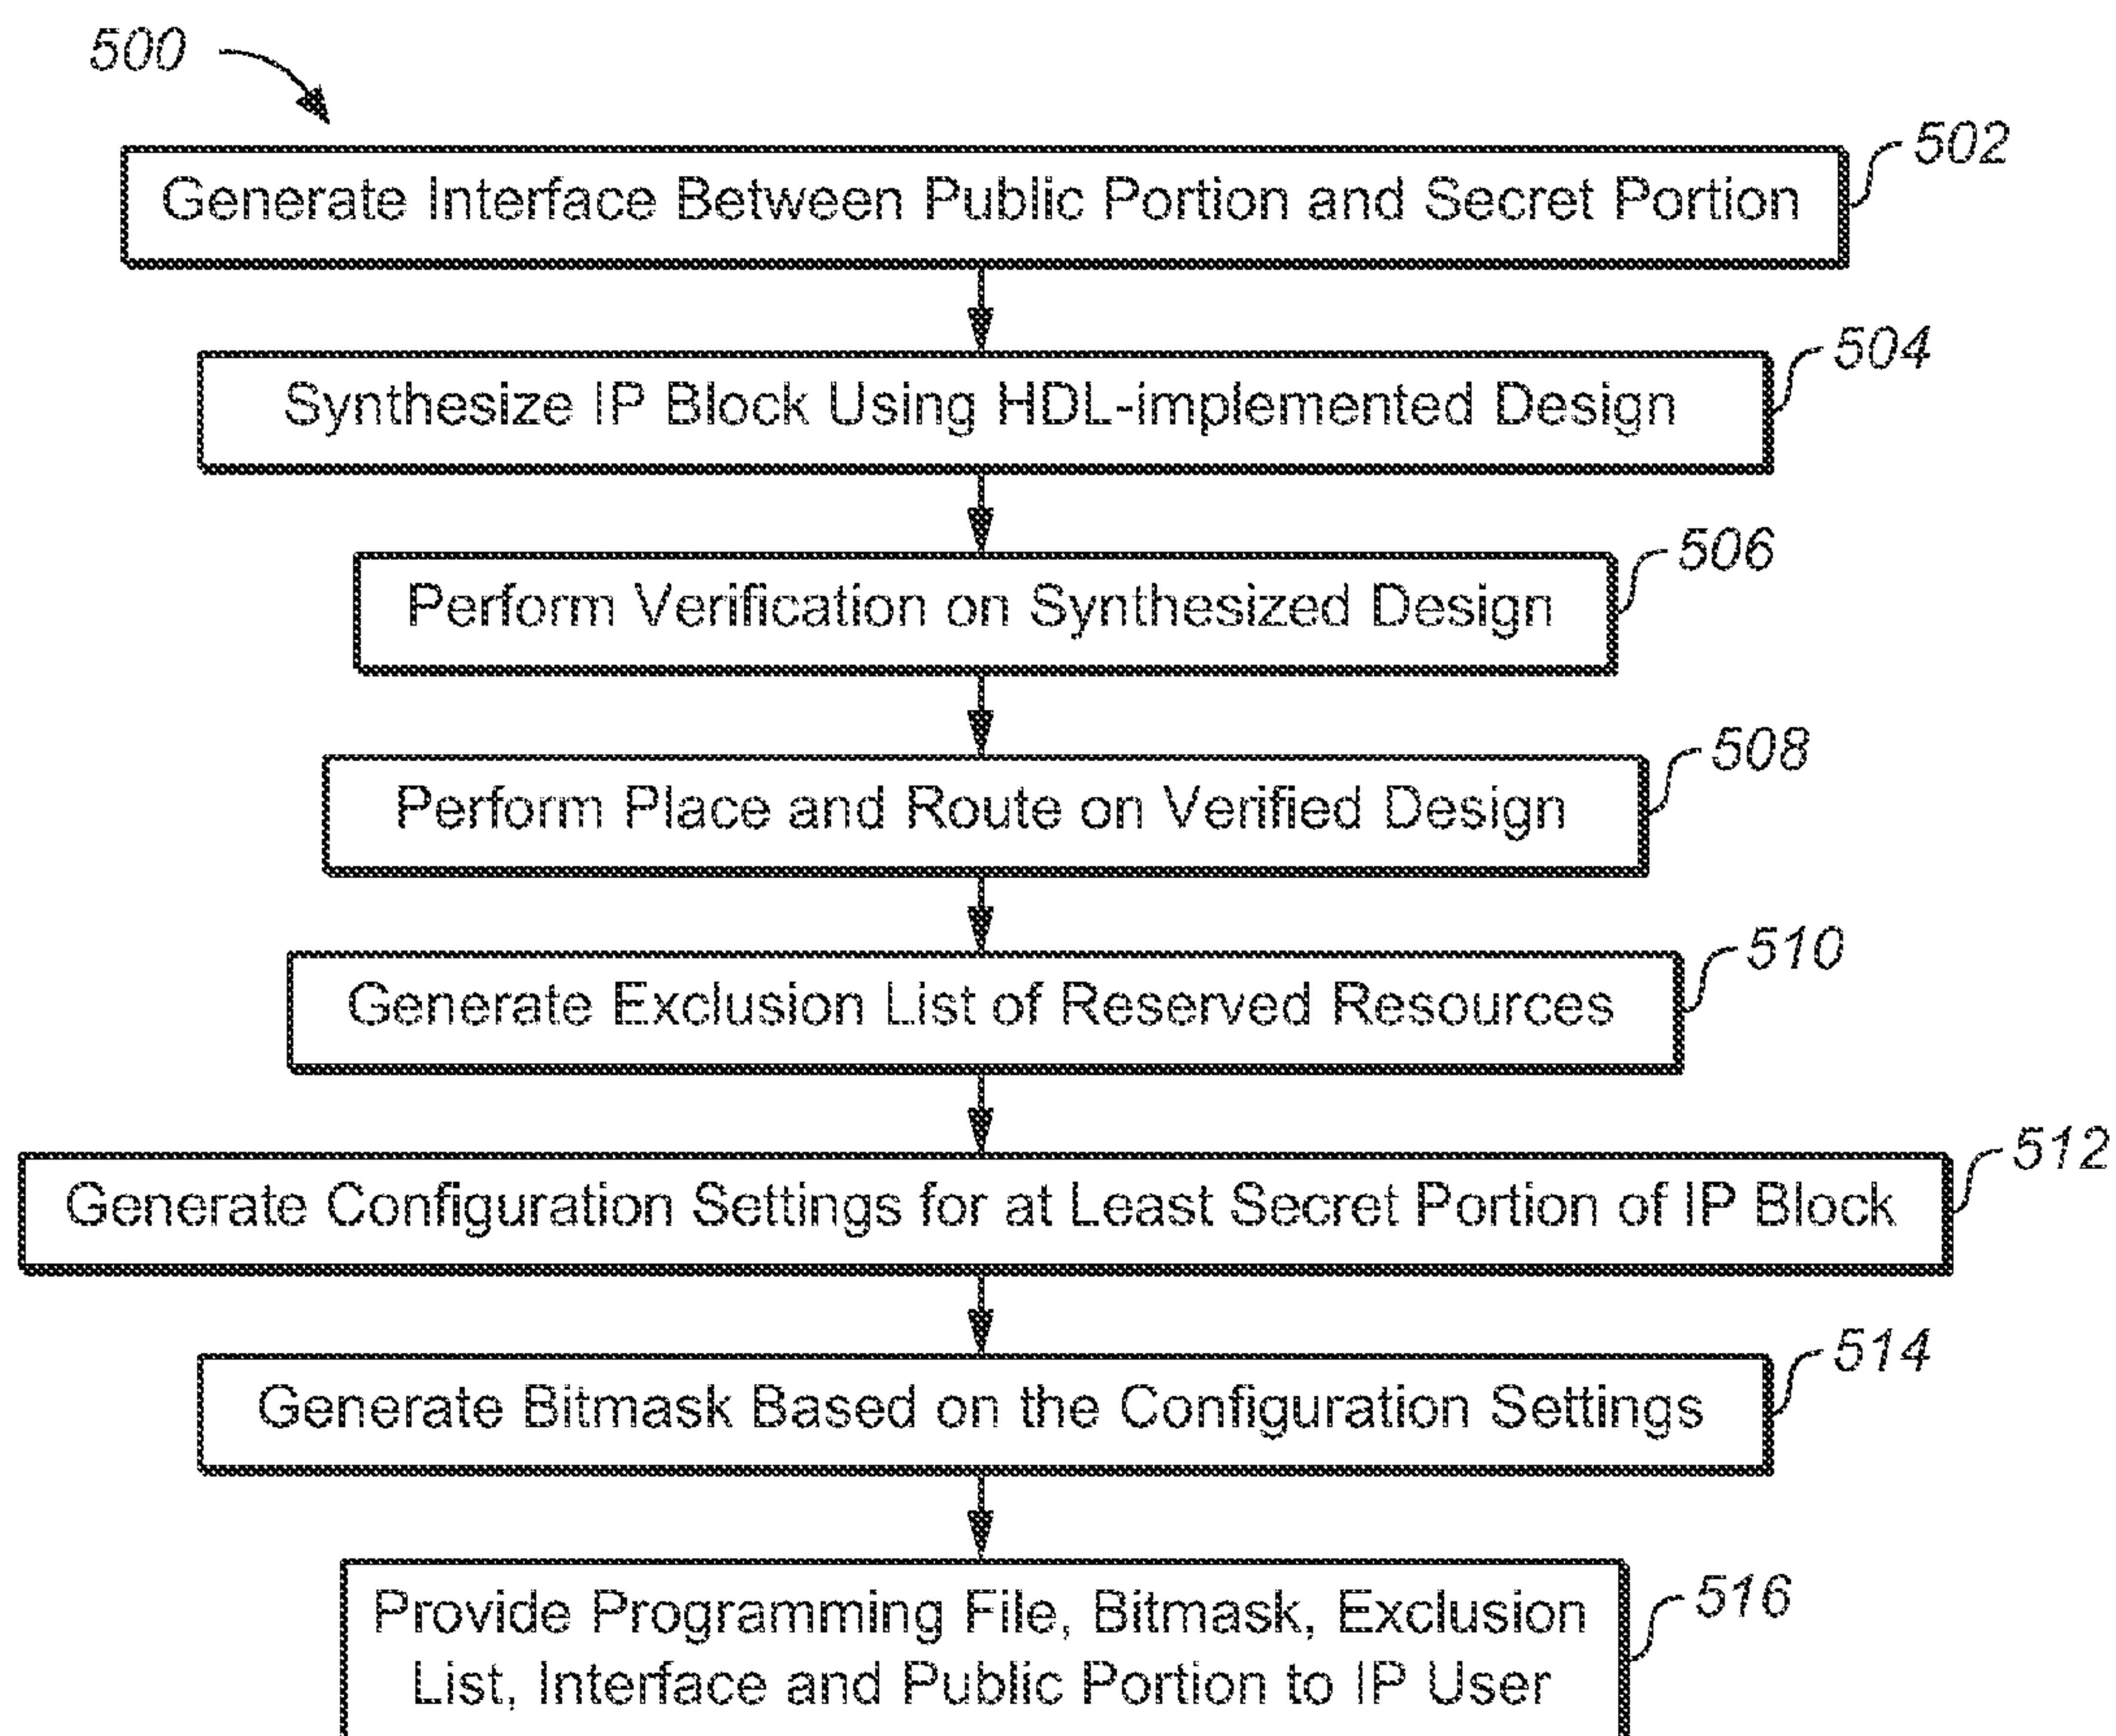 500
502
Generate Interface Between Public Portion and Secret Portion
504
Synthesize IP Block Using HDL-implemented Design
506
Perform Verification on Synthesized Design
508
Perform Place and Route on Verified Design
510
Generate Exclusion List of Reserved Resources
512
Generate Configuration Settings for at Least Secret Portion of IP Block
514
Generate Bitmask Based on the Configuration Settings
516
Provide Programming File, Bitmask, Exclusion
List, Interface and Public Portion to IP User